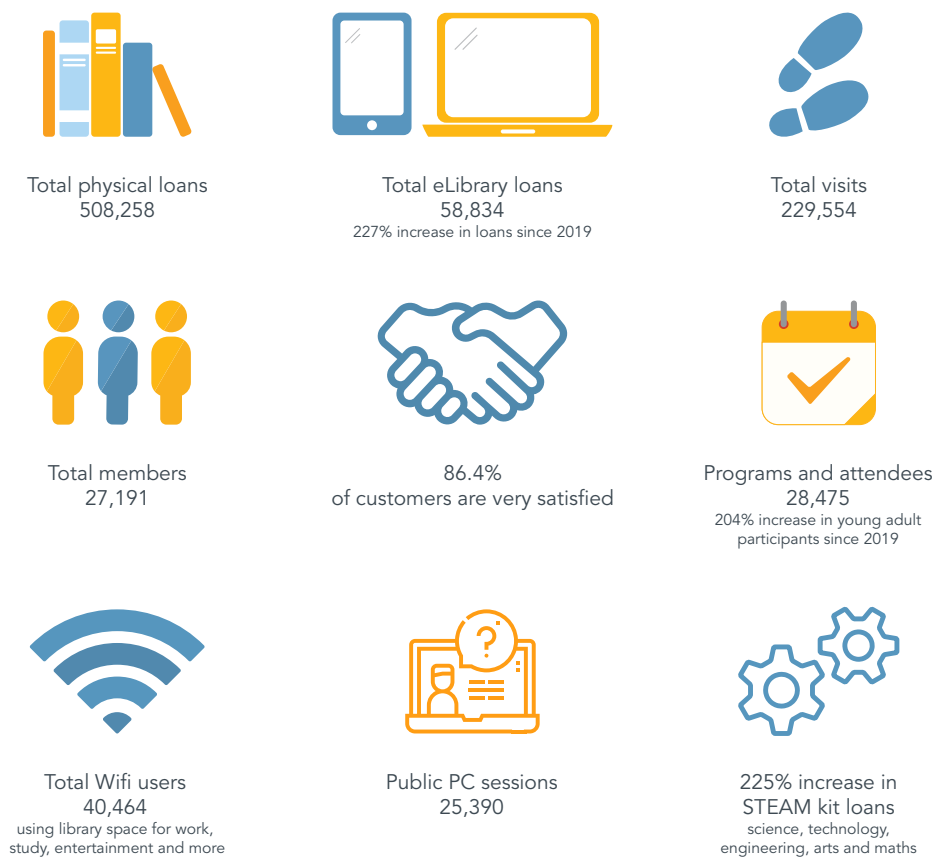 Total physical loans
508,258
Total eLibrary loans
58,834
227% increase in loans since 2019
Total visits
229,554
Total members
27,191
86.4%
of customers are very satisfied
Programs and attendees
28,475
204% increase in young adult
participants since 2019
?
Total Wifi users
40,464
using library space for work,
study, entertainment and more
Public PC sessions
25,390
225% increase in
STEAM kit loans
science, technology,
engineering, arts and maths